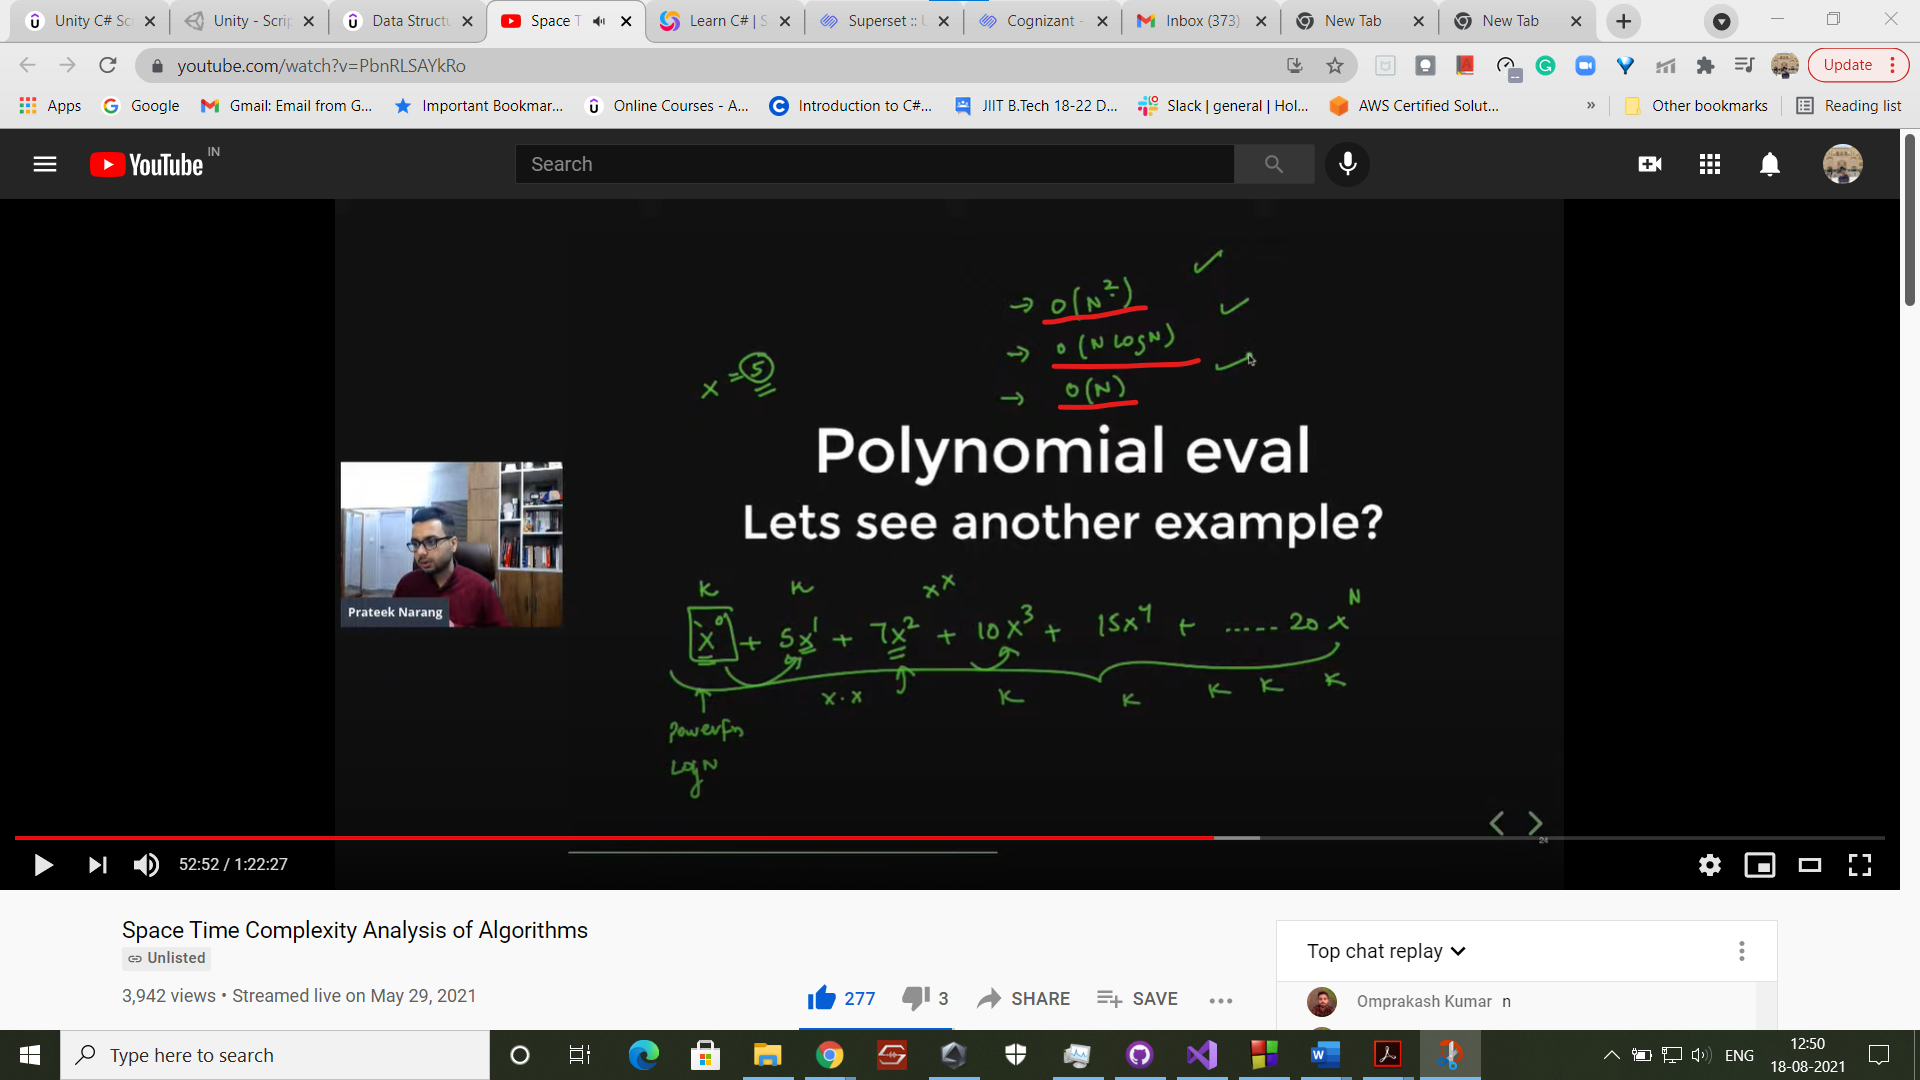 Unity C# Sc
Unity - Scrip
Data Structu
Space T
Learn C# | S
Superset :: U
Cognizant -
Inbox (373)
New Tab
New Tab
youtube.com/watch?v=PbnRLSAYkRo
Update
Apps
Google
Gmail: Email from G...
Important Bookmar...
Online Courses - A...
Introduction to C#...
JIIT B.Tech 18-22 D...
Slack | general | Hol...
AWS Certified Solut...
»
Other bookmarks
Reading list
YouTube IN
Search
→ O(N²)
→ O(N logN)
→ O(N)
x = 5
Polynomial eval
Lets see another example?
Prateek Narang
K K x^x
x⁰ + 5x¹ + 7x² + 10x³ + 15x⁴ + ..... 20 x^N
x·x K K K K K
Powerfn
LogN
24
52:52 / 1:22:27
Space Time Complexity Analysis of Algorithms
Unlisted
3,942 views • Streamed live on May 29, 2021
277
3
SHARE
SAVE
Top chat replay
Omprakash Kumar n
Type here to search
ENG
12:50
18-08-2021